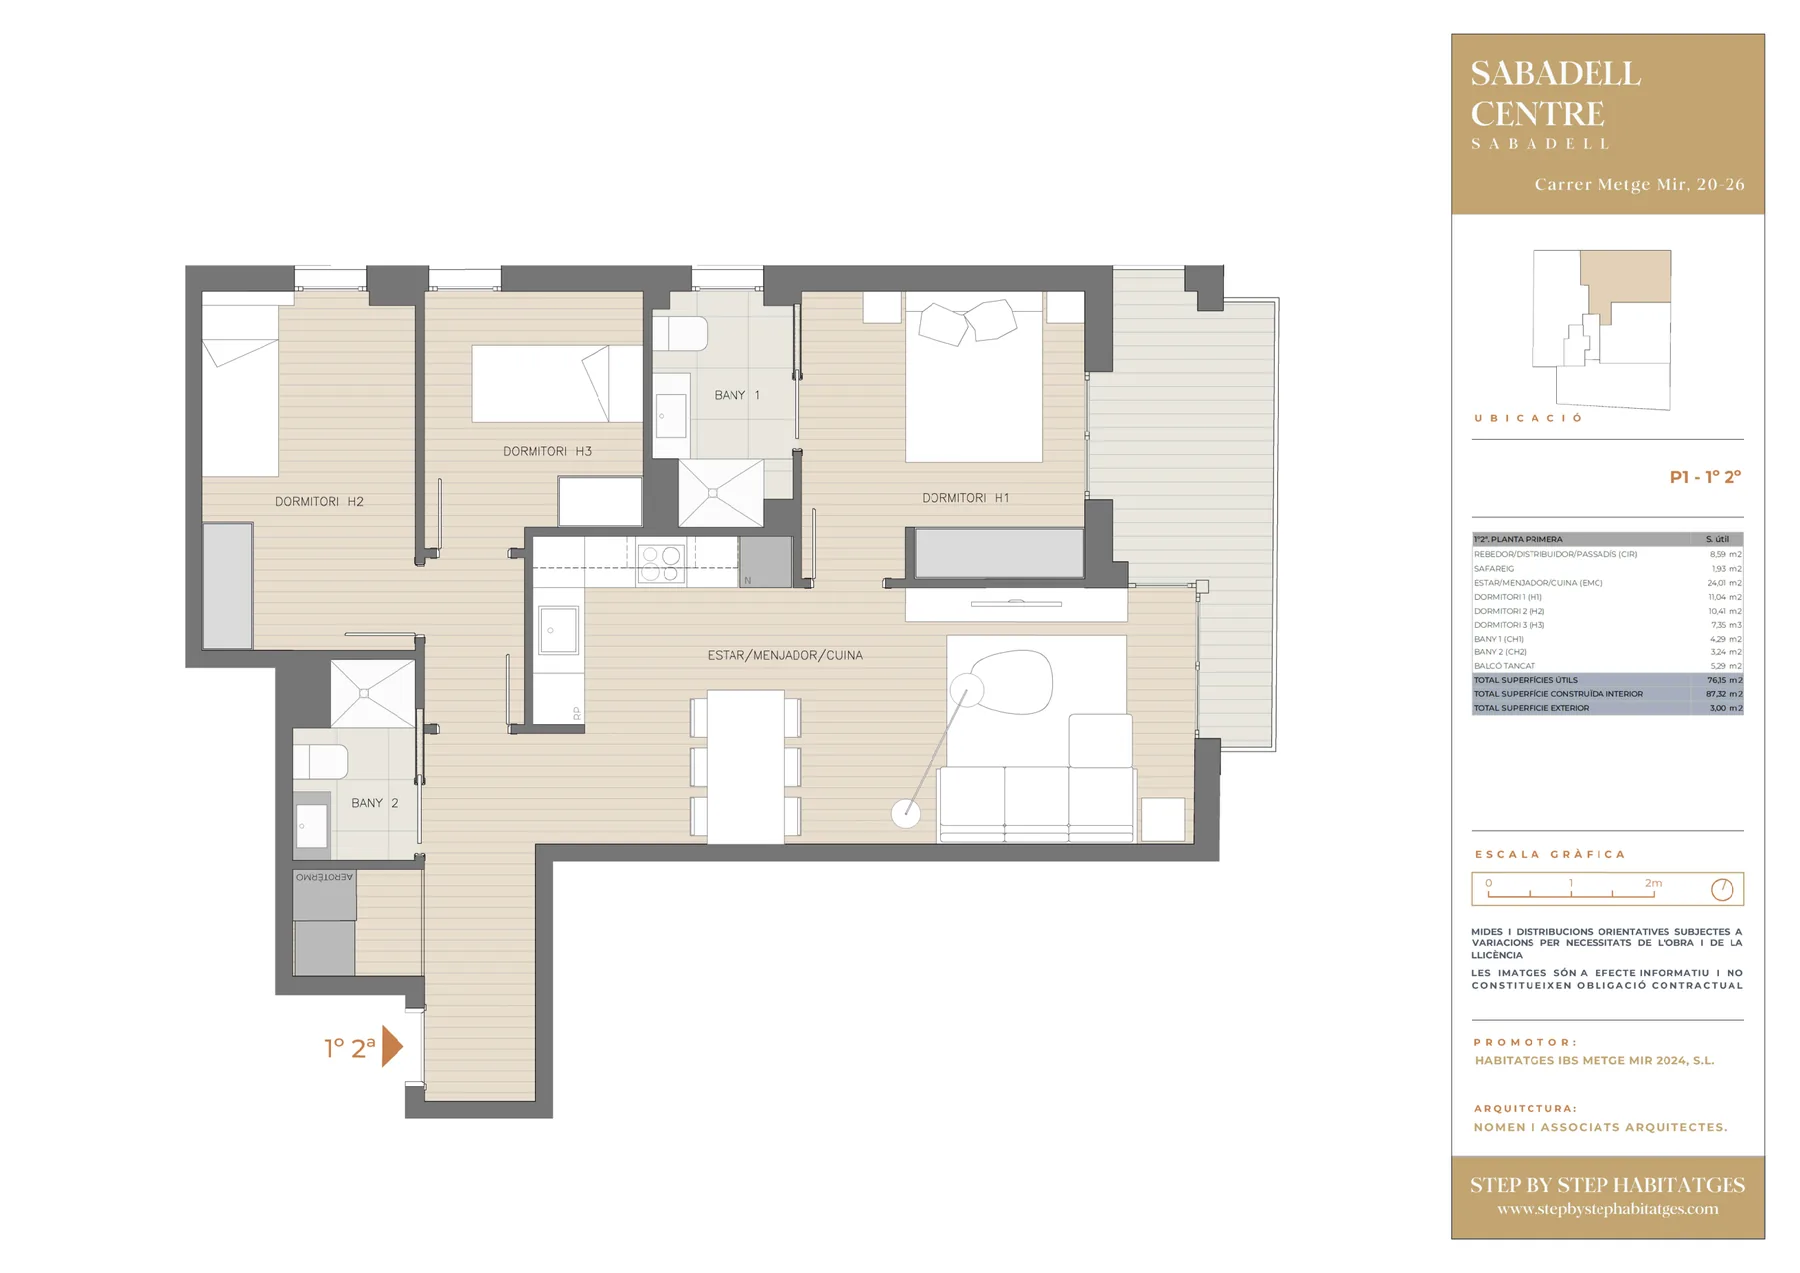 SABADELL
CENTRE
SABADELL
Carrer Metge Mir, 20-26
UBICACIÓ
P1 - 1º 2º
1º2ª. PLANTA PRIMERA S. útil
REBEDOR/DISTRIBUIDOR/PASSADÍS (CIR) 8,59 m2
SAFAREIG 1,93 m2
ESTAR/MENJADOR/CUINA (EMC) 24,01 m2
DORMITORI 1 (H1) 11,04 m2
DORMITORI 2 (H2) 10,41 m2
DORMITORI 3 (H3) 7,35 m3
BANY 1 (CH1) 4,29 m2
BANY 2 (CH2) 3,24 m2
BALCÓ TANCAT 5,29 m2
TOTAL SUPERFÍCIES ÚTILS 76,15 m2
TOTAL SUPERFÍCIE CONSTRUÏDA INTERIOR 87,32 m2
TOTAL SUPERFICIE EXTERIOR 3,00 m2
ESCALA GRÀFICA
0 1 2m
MIDES I DISTRIBUCIONS ORIENTATIVES SUBJECTES A
VARIACIONS PER NECESSITATS DE L'OBRA I DE LA
LLICÈNCIA
LES IMATGES SÓN A EFECTE INFORMATIU I NO
CONSTITUEIXEN OBLIGACIÓ CONTRACTUAL
PROMOTOR:
HABITATGES IBS METGE MIR 2024, S.L.
ARQUITCTURA:
NOMEN I ASSOCIATS ARQUITECTES.
STEP BY STEP HABITATGES
www.stepbystephabitatges.com
BANY 1
DORMITORI H3
DORMITORI H2
DORMITORI H1
N
ESTAR/MENJADOR/CUINA
RP
BANY 2
AEROTÈRMO
1º 2ª